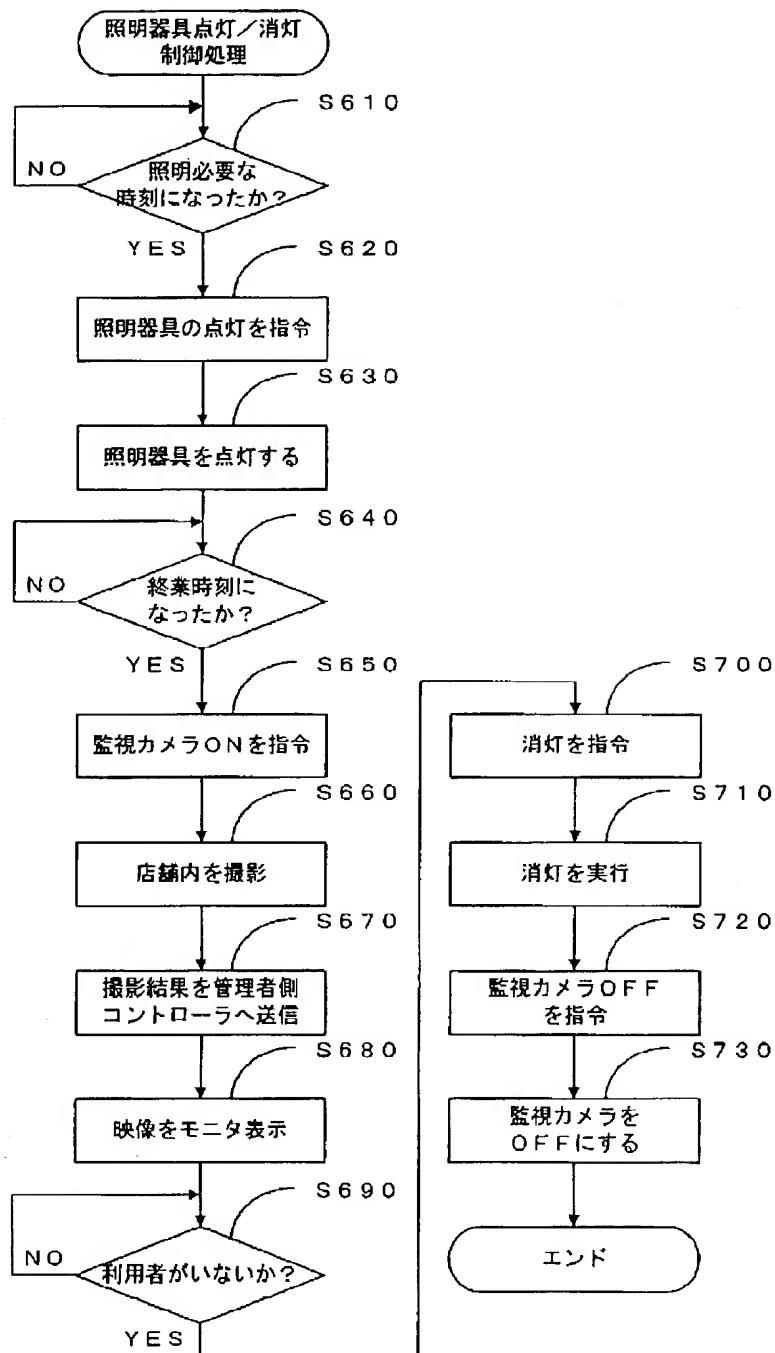 照明器具点灯／消灯
制御処理
S610
照明必要な
時刻になったか？
NO
YES
S620
照明器具の点灯を指令
S630
照明器具を点灯する
S640
終業時刻に
なったか？
NO
YES
S650
監視カメラONを指令
S660
店舗内を撮影
S670
撮影結果を管理者側
コントローラへ送信
S680
映像をモニタ表示
S690
利用者がいないか？
NO
YES
S700
消灯を指令
S710
消灯を実行
S720
監視カメラOFF
を指令
S730
監視カメラを
OFFにする
エンド